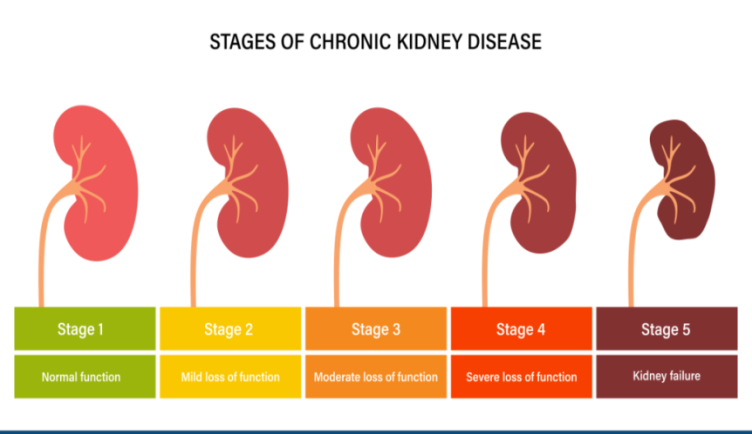 STAGES OF CHRONIC KIDNEY DISEASE
Stage 1
Stage 2
Stage 3
Stage 4
Stage 5
Normal function
Mild loss of function
Moderate loss of function
Severe loss of function
Kidney failure